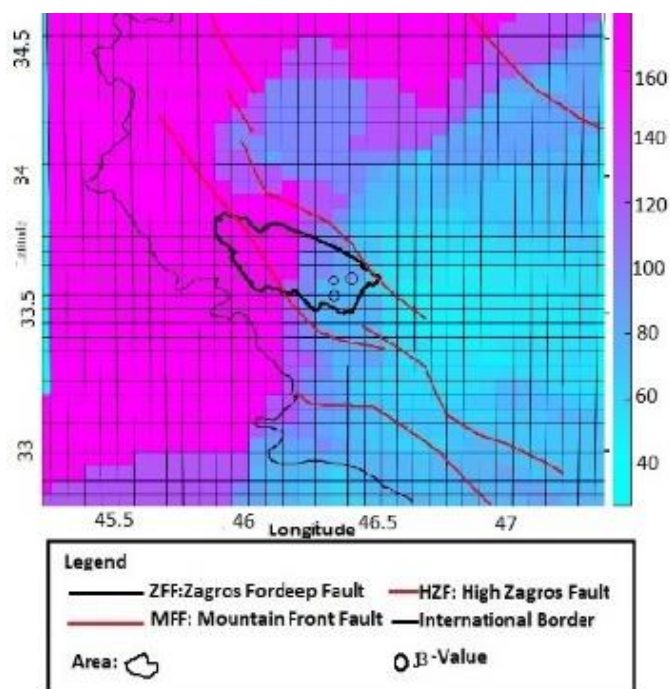 34.5
34
Latitude
33.5
33
160
140
120
100
80
60
40
45.5 46 46.5 47
Longitude
Legend
ZFF:Zagros Fordeep Fault HZF: High Zagros Fault
MFF: Mountain Front Fault International Border
Area: B-Value